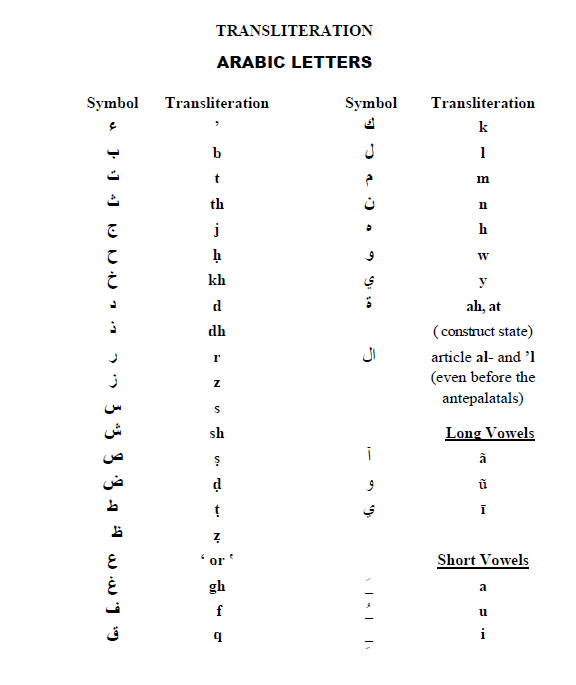 TRANSLITERATION
ARABIC LETTERS
Symbol Transliteration Symbol Transliteration
ء ’ ك k
ب b ل l
ت t م m
ث th ن n
ج j ه h
ح ḥ و w
خ kh ي y
د d ة ah, at
ذ dh ( construct state)
ر r ال article al- and ’l
ز z (even before the
س s antepalatals)
ش sh Long Vowels
ص ṣ آ ã
ض ḍ و ũ
ط ṭ ي ī
ظ ẓ
ع ‘ or ʿ Short Vowels
غ gh _َ a
ف f _ُ u
ق q _ِ i